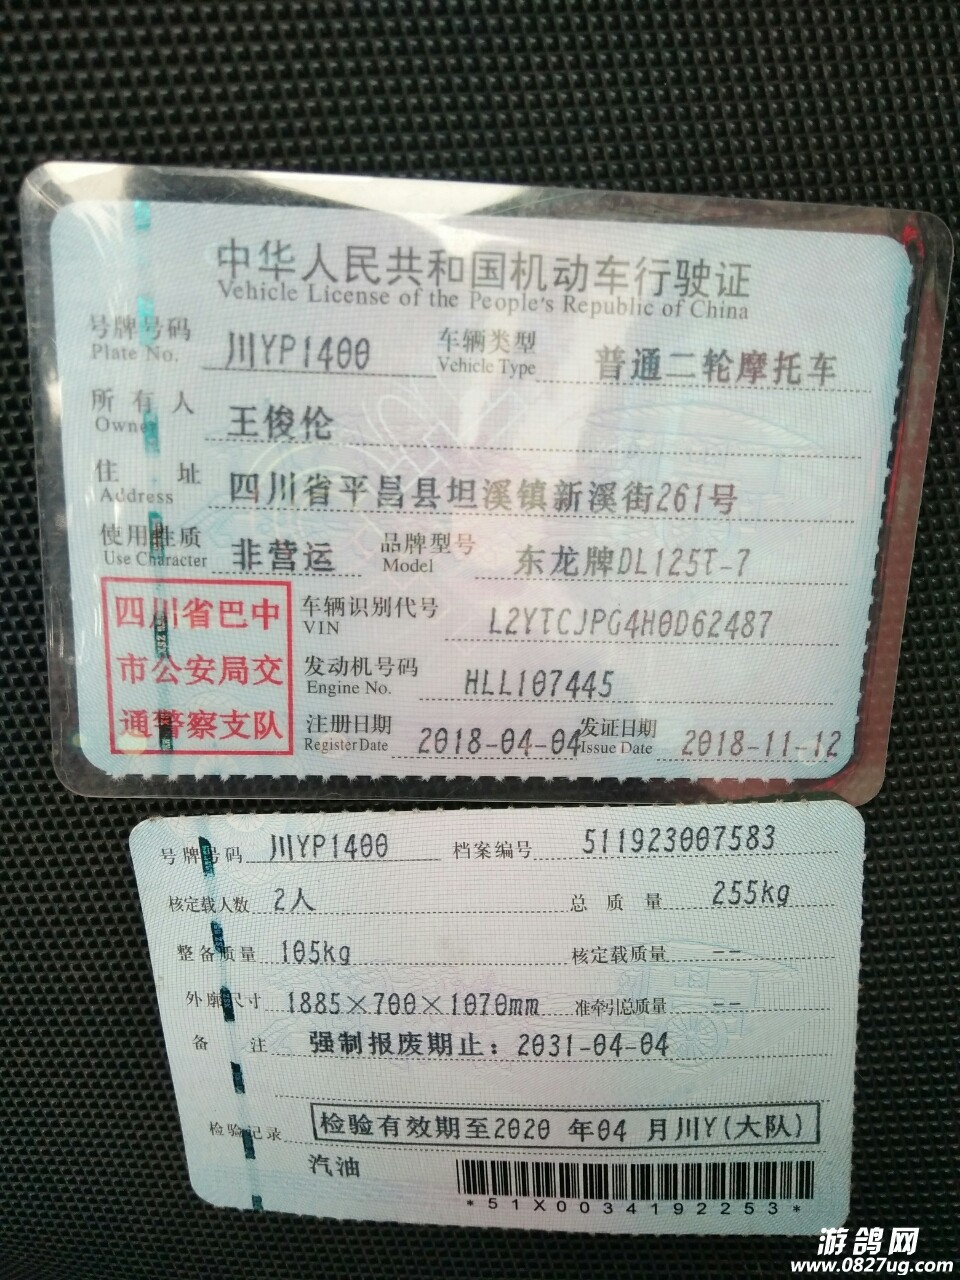 中华人民共和国机动车行驶证
Vehicle License of the People's Republic of China
号牌号码 川YP1400 车辆类型 普通二轮摩托车
Plate No. Vehicle Type
所有人 王俊伦
Owner
住址 四川省平昌县坦溪镇新溪街261号
Address
使用性质 非营运 品牌型号 东龙牌DL125T-7
Use Character Model
四川省巴中
市公安局交
通警察支队
车辆识别代号 L2YTCJPG4H0D62487
VIN
发动机号码 HLL107445
Engine No.
注册日期 2018-04-04 发证日期 2018-11-12
Register Date Issue Date
号牌号码 川YP1400 档案编号 511923007583
核定载人数 2人 总质量 255kg
整备质量 105kg 核定载质量 --
外廓尺寸 1885×700×1070mm 准牵引总质量 --
备注 强制报废期止：2031-04-04
检验记录 检验有效期至2020 年04 月川Y(大队)
汽油
*51X0034192253*
游鸽网
www.0827ug.com